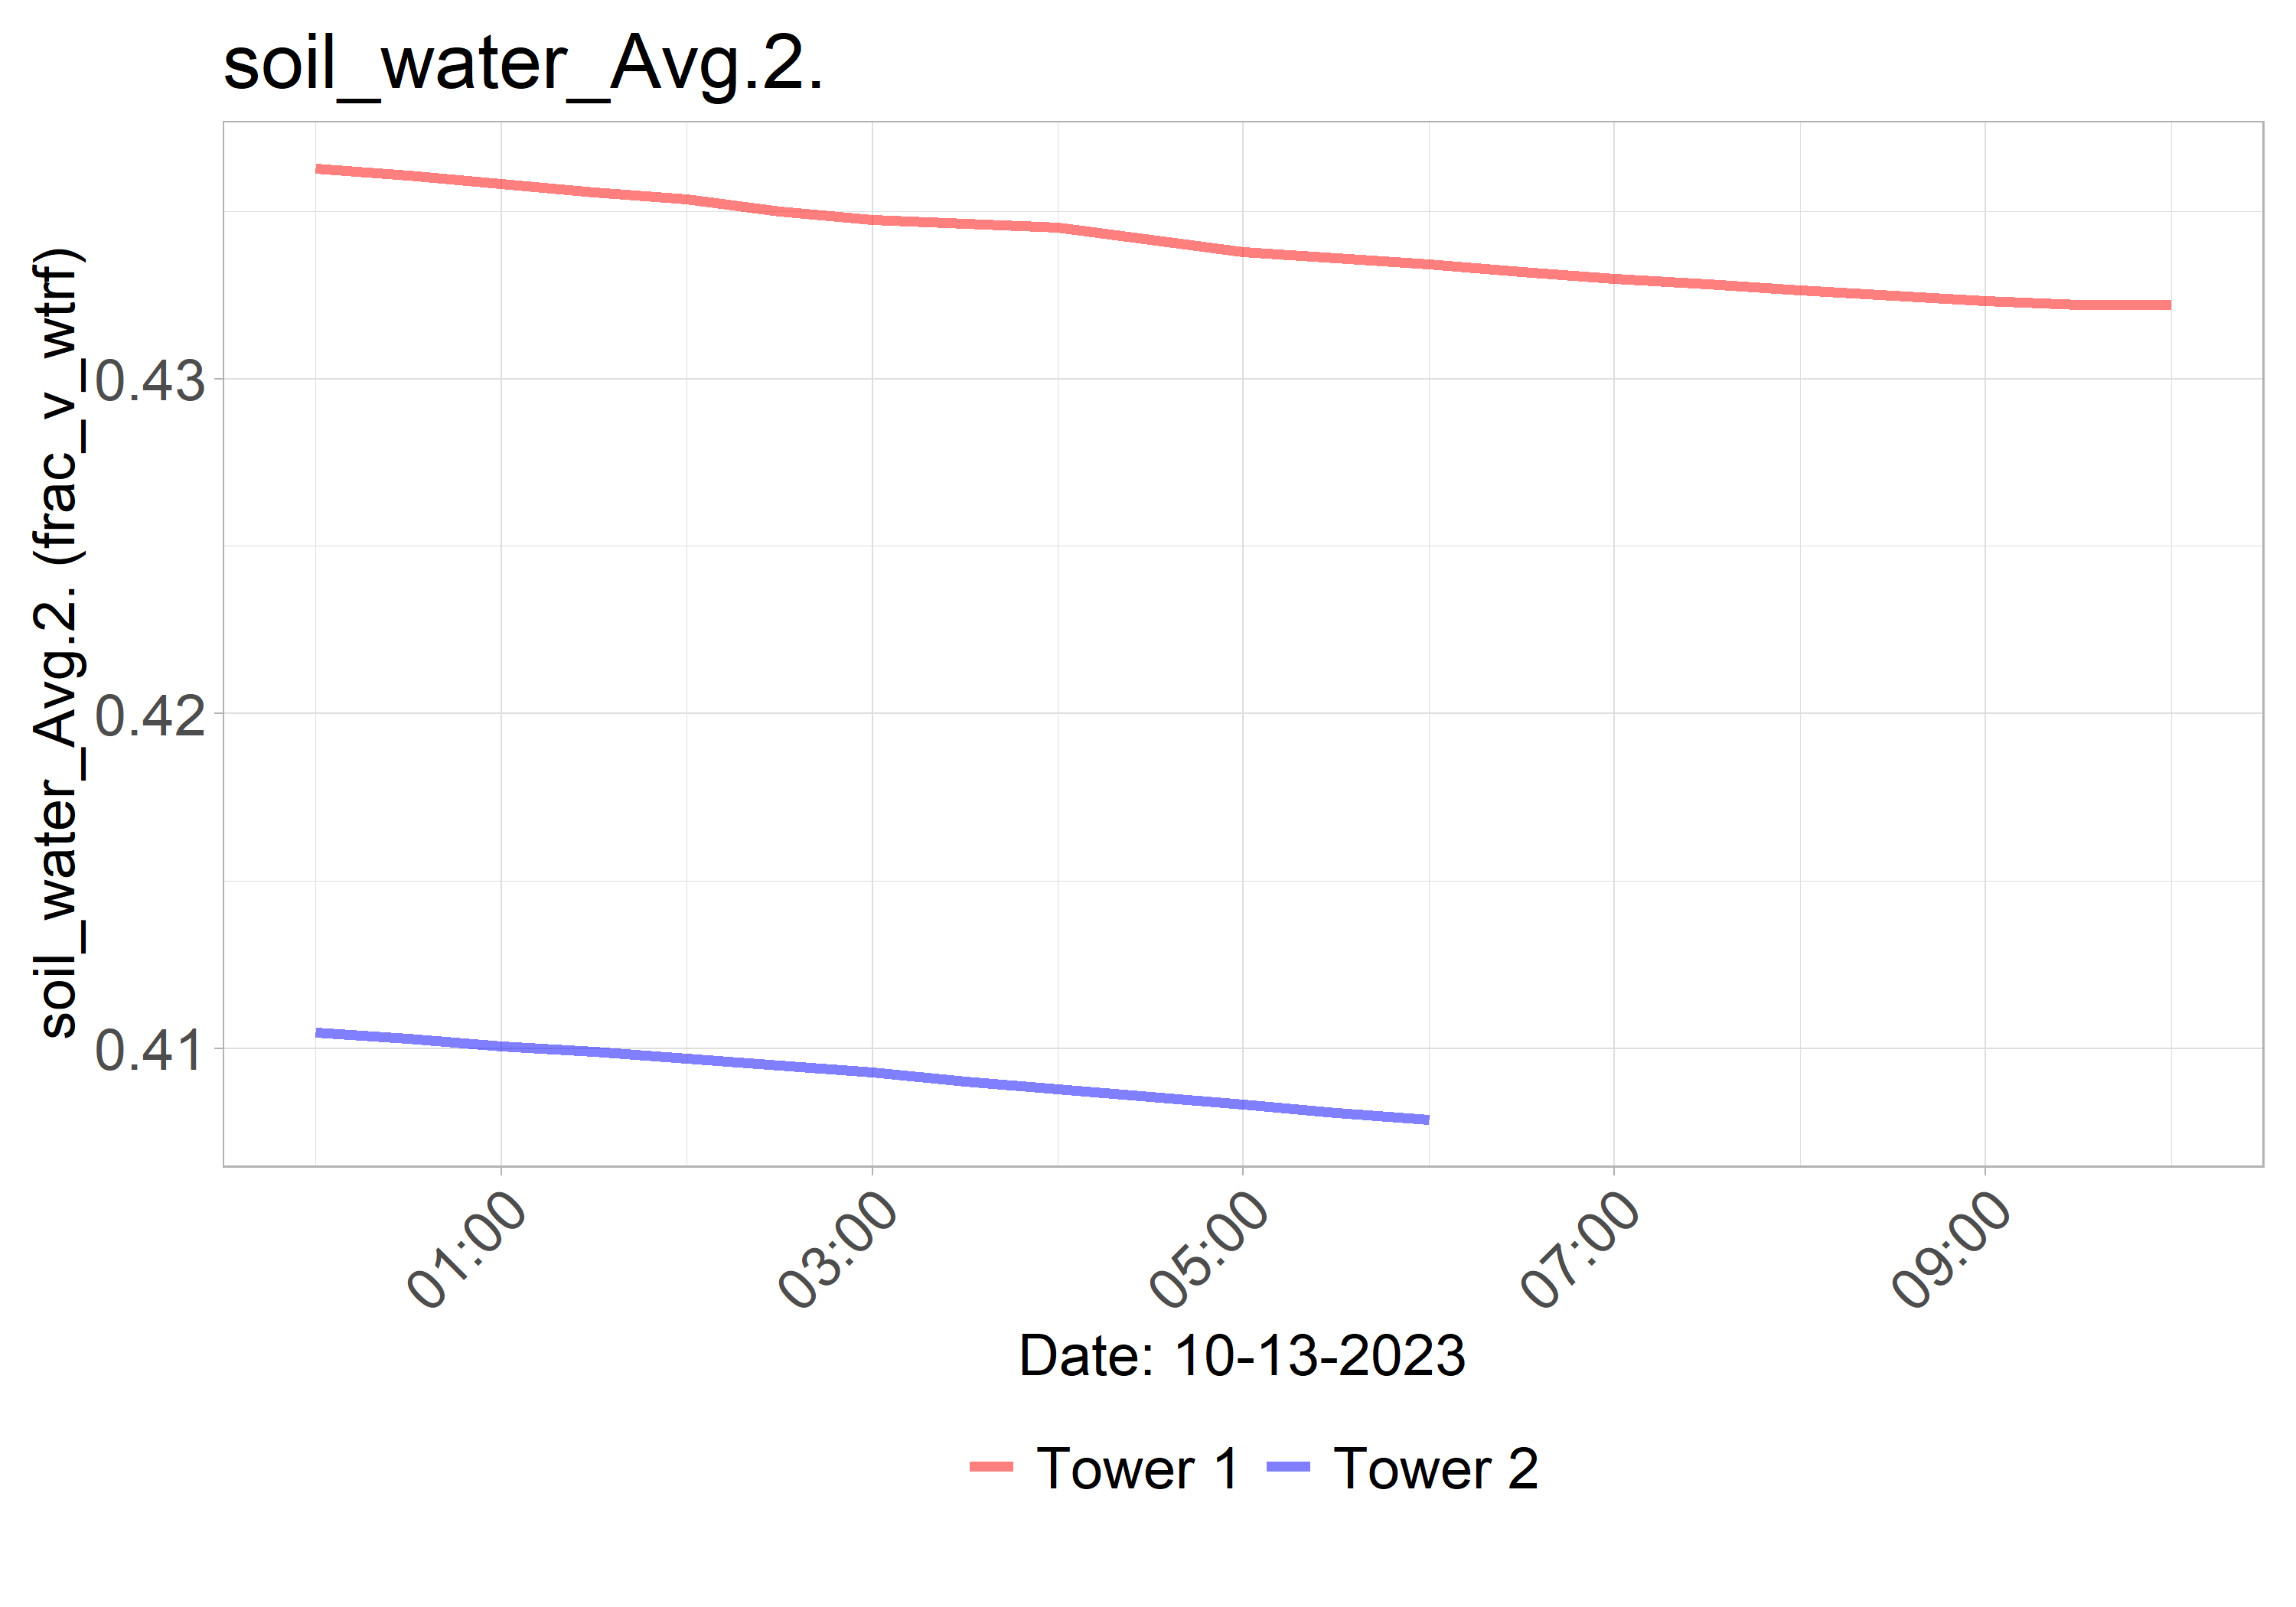 soil_water_Avg.2.
soil_water_Avg.2. (frac_v_wtrf)
0.43
0.42
0.41
01:00
03:00
05:00
07:00
09:00
Date: 10-13-2023
Tower 1
Tower 2